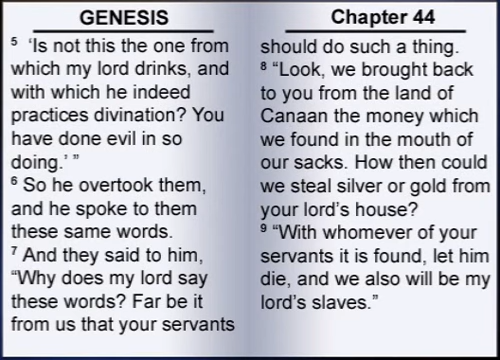 GENESIS
5 ‘Is not this the one from
which my lord drinks, and
with which he indeed
practices divination? You
have done evil in so
doing.’ ”
6 So he overtook them,
and he spoke to them
these same words.
7 And they said to him,
“Why does my lord say
these words? Far be it
from us that your servants
Chapter 44
should do such a thing.
8 “Look, we brought back
to you from the land of
Canaan the money which
we found in the mouth of
our sacks. How then could
we steal silver or gold from
your lord’s house?
9 “With whomever of your
servants it is found, let him
die, and we also will be my
lord’s slaves.”